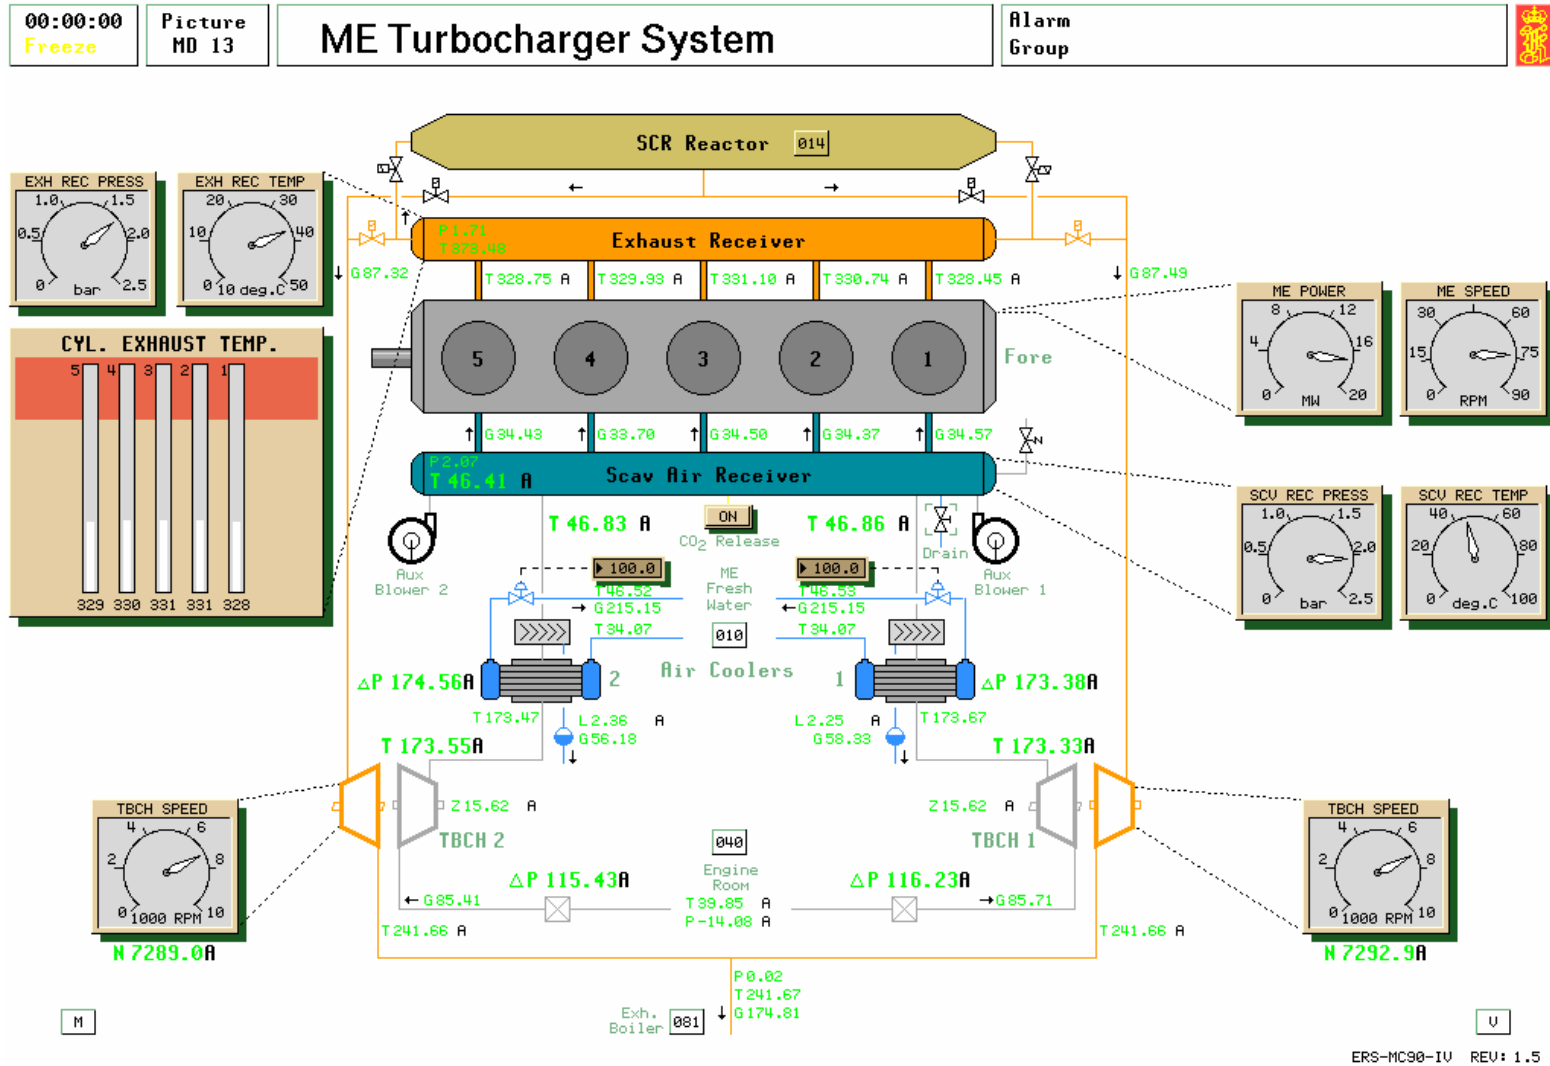 00:00:00
Freeze
Picture
MD 13
ME Turbocharger System
Alarm
Group
SCR Reactor 014
EXH REC PRESS
0 0.5 1.0 1.5 2.0 2.5
bar
EXH REC TEMP
0 10 20 30 40 50
10 deg.C
P 1.71
T 373.48
Exhaust Receiver
G 87.32
G 87.49
T 328.75 A
T 329.93 A
T 331.10 A
T 330.74 A
T 328.45 A
5 4 3 2 1
Fore
ME POWER
0 4 8 12 16 20
MW
ME SPEED
0 15 30 60 75 90
RPM
CYL. EXHAUST TEMP.
5 4 3 2 1
329 330 331 331 328
G 34.43
G 33.70
G 34.50
G 34.37
G 34.57
P 2.07
T 46.41 A
Scav Air Receiver
N
SCV REC PRESS
0 0.5 1.0 1.5 2.0 2.5
bar
SCV REC TEMP
0 20 40 60 80 100
deg.C
T 46.83 A
ON
CO2 Release
T 46.86 A
Drain
Aux
Blower 2
Aux
Blower 1
100.0
100.0
ME
Fresh
Water
010
T 46.52
G 215.15
T 34.07
T 46.53
G 215.15
T 34.07
Air Coolers
2
1
△P 174.56A
△P 173.38A
T 173.47
T 173.67
L 2.36 A
G 56.18
L 2.25 A
G 58.33
T 173.55A
T 173.33A
TBCH SPEED
0 2 4 6 8 10
1000 RPM
N 7289.0A
Z 15.62 A
TBCH 2
Z 15.62 A
TBCH 1
TBCH SPEED
0 2 4 6 8 10
1000 RPM
N 7292.9A
040
Engine
Room
T 39.85 A
P -14.08 A
△P 115.43A
△P 116.23A
G 85.41
G 85.71
T 241.66 A
T 241.66 A
P 0.02
T 241.67
G 174.81
Exh.
Boiler 081
M
V
ERS-MC90-IV REV: 1.5